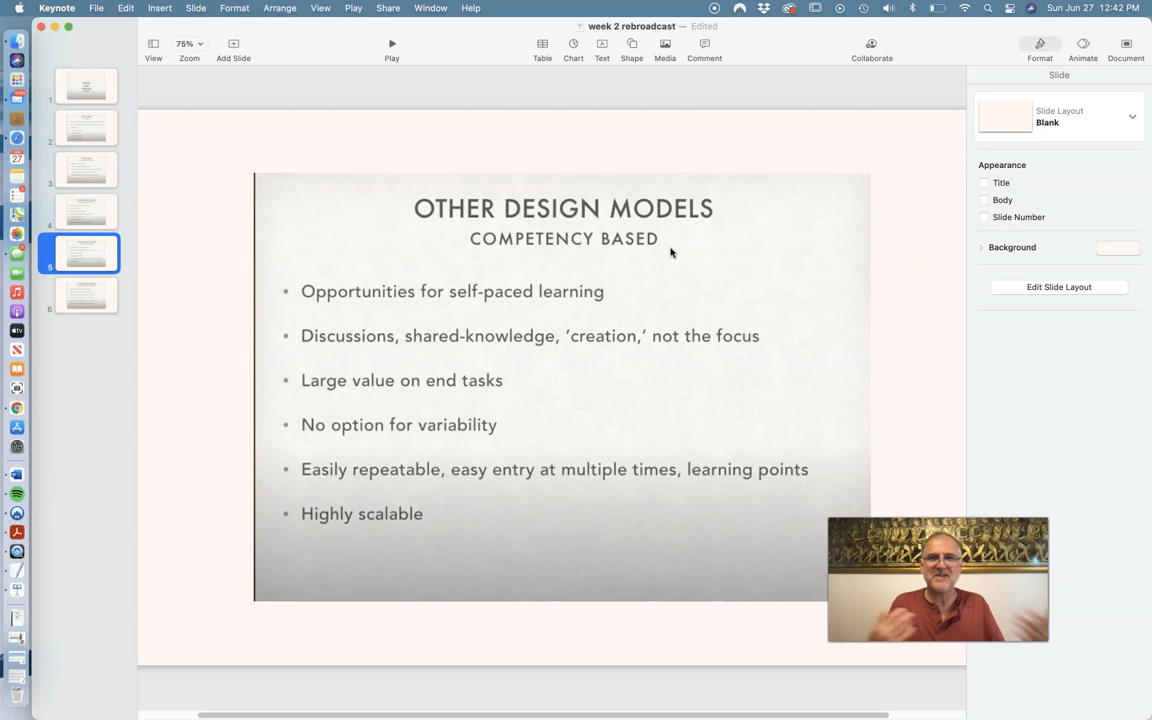 Keynote File Edit Insert Slide Format Arrange View Play Share Window Help Sun Jun 27 12:42 PM
week 2 rebroadcast — Edited
75%
View Zoom Add Slide Play Table Chart Text Shape Media Comment Collaborate Format Animate Document
Slide
Slide Layout
Blank
Appearance
Title
Body
Slide Number
Background
Edit Slide Layout
1
2
3
4
5
6
27
OTHER DESIGN MODELS
COMPETENCY BASED
• Opportunities for self-paced learning
• Discussions, shared-knowledge, ‘creation,’ not the focus
• Large value on end tasks
• No option for variability
• Easily repeatable, easy entry at multiple times, learning points
• Highly scalable